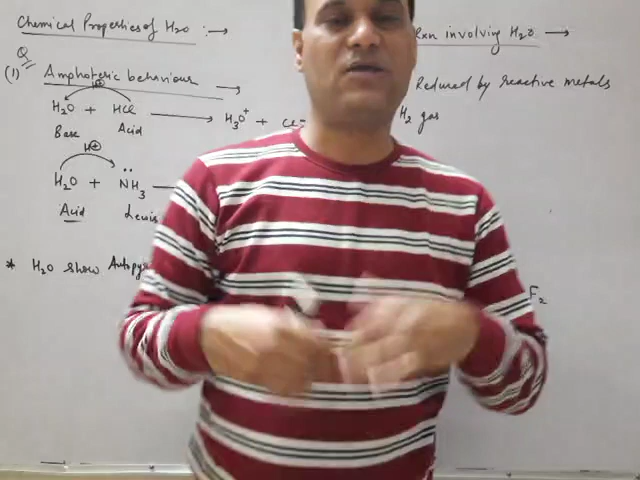 Chemical Properties of H2O :→
Q
(1) Amphoteric behaviour →
H⊕
H2O + HCl → H3O+ + Cl-
Base Acid
H⊕
H2O + N̈H3 →
Acid Lewis
* H2O show
Rxn involving H2O →
Reduced by reactive metals
H2 gas
F2